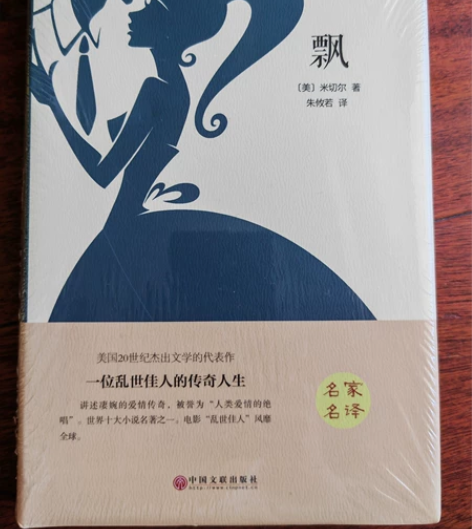 飘
〔美〕米切尔 著
朱攸若 译
美国20世纪杰出文学的代表作
一位乱世佳人的传奇人生
讲述凄婉的爱情传奇、被誉为“人类爱情的绝
唱”。世界十大小说名著之一。电影“乱世佳人”风靡
全球。
名家
名译
中国文联出版社